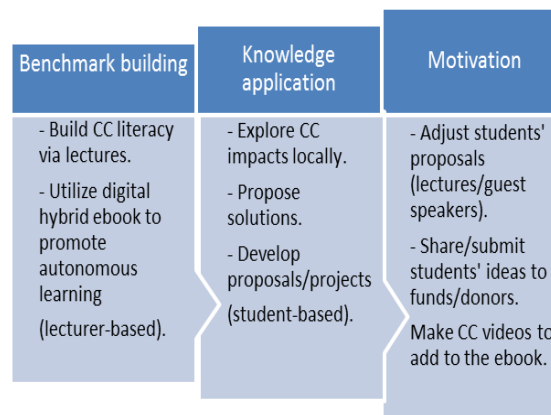 Benchmark building
- Build CC literacy
via lectures.
- Utilize digital
hybrid ebook to
promote
autonomous
learning
(lecturer-based).
Knowledge
application
- Explore CC
impacts locally.
- Propose
solutions.
- Develop
proposals/projects
(student-based).
Motivation
- Adjust students'
proposals
(lectures/guest
speakers).
- Share/submit
students' ideas to
funds/donors.
Make CC videos to
add to the ebook.